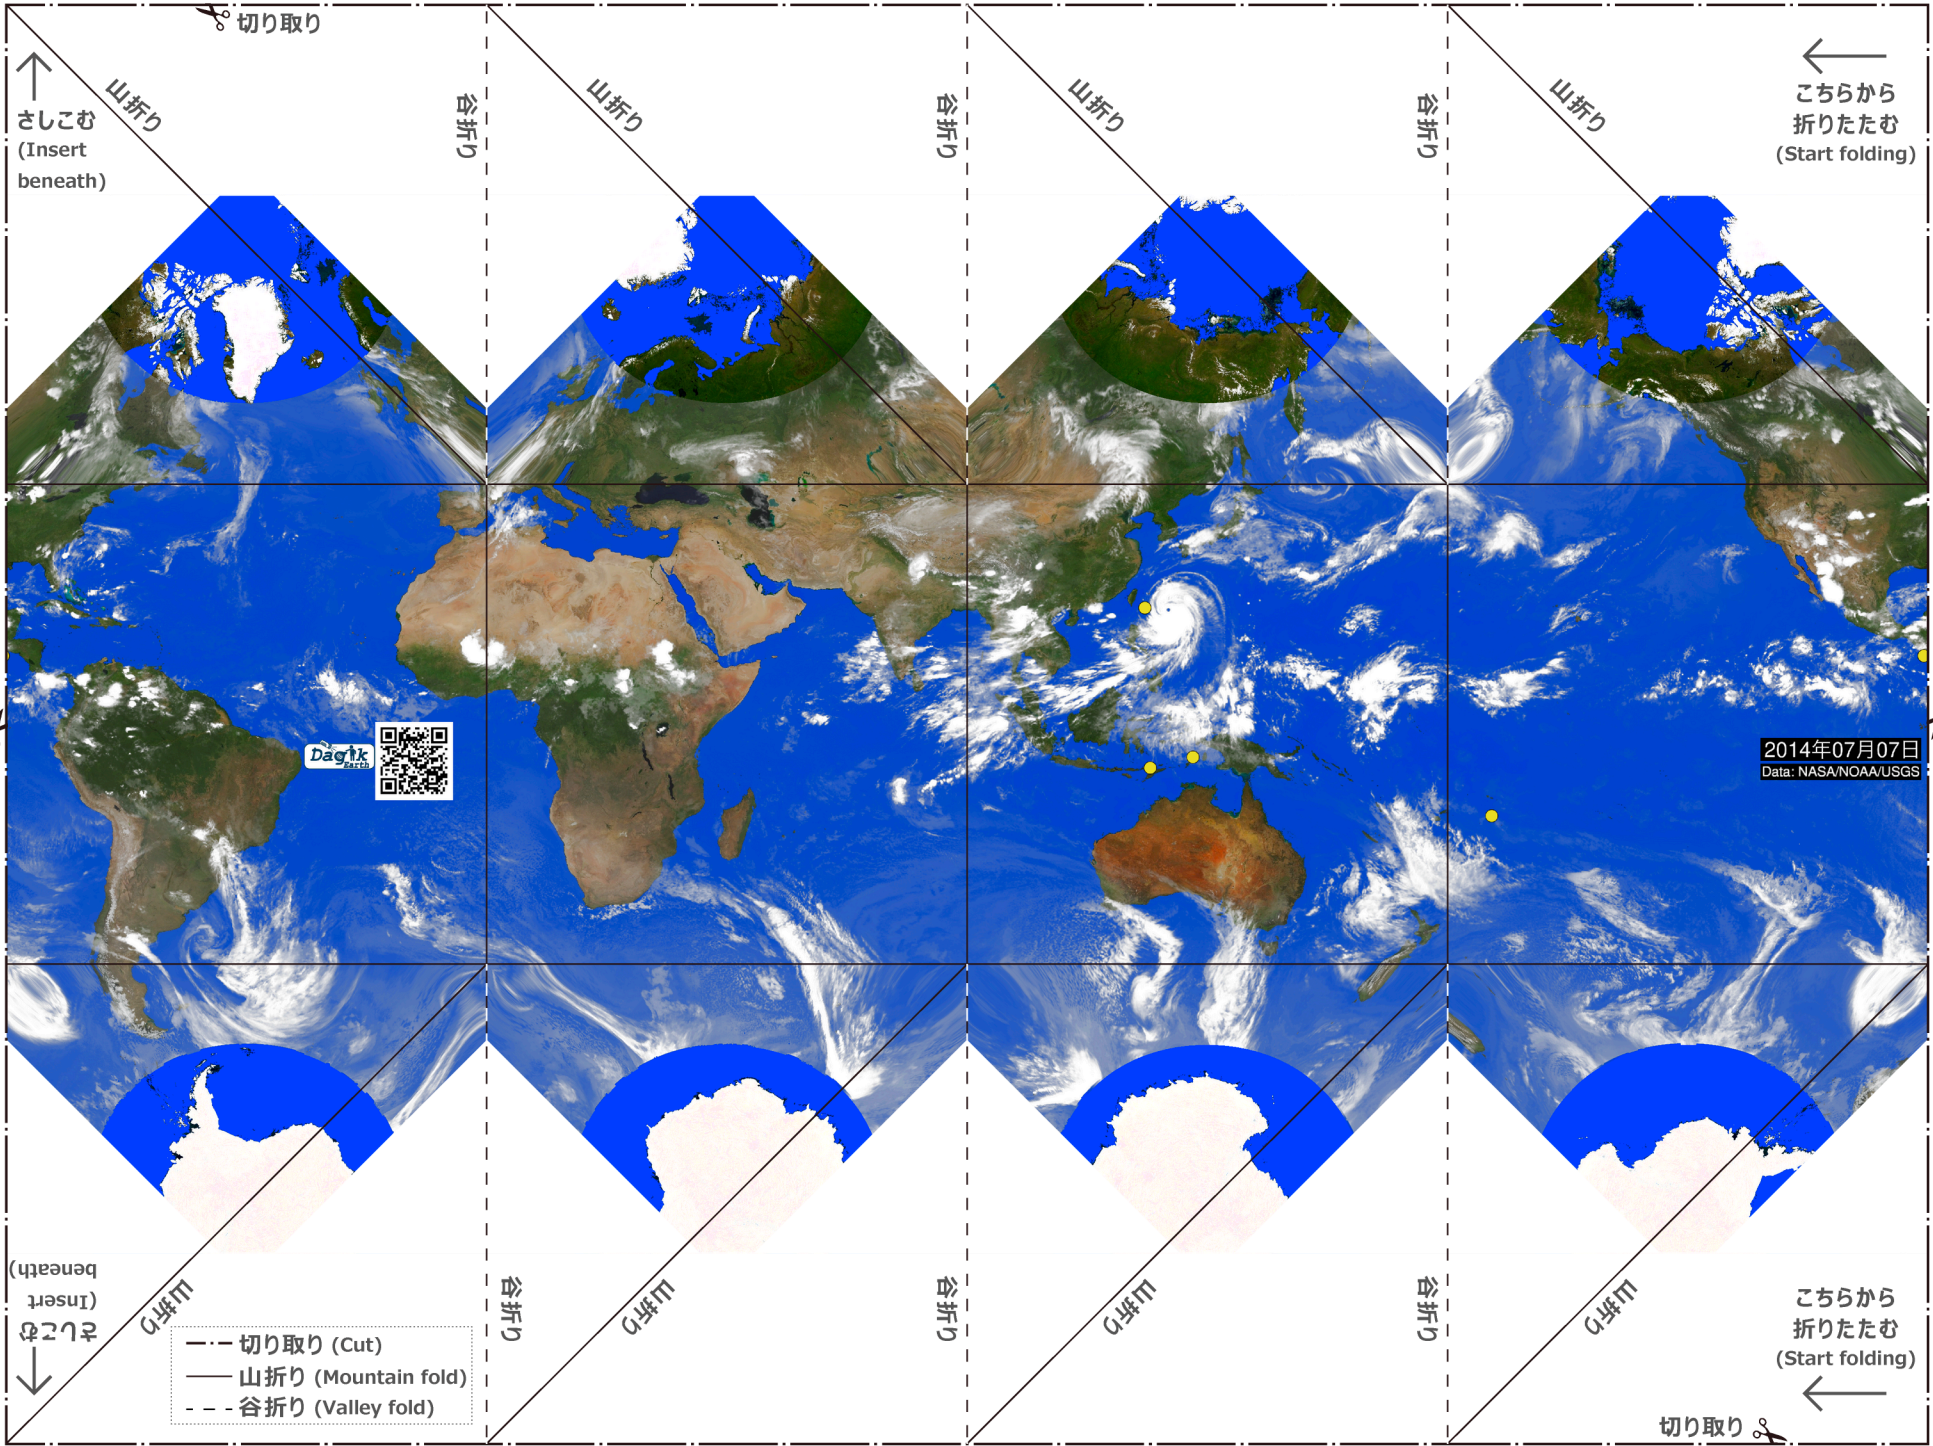 切り取り
山折り
谷折り
山折り
谷折り
山折り
谷折り
山折り
さしこむ
(Insert
beneath)
こちらから
折りたたむ
(Start folding)
Dagik
Earth
2014年07月07日
Data: NASA/NOAA/USGS
さしこむ
(Insert
beneath)
山折り
谷折り
山折り
谷折り
山折り
谷折り
山折り
こちらから
折りたたむ
(Start folding)
切り取り (Cut)
山折り (Mountain fold)
谷折り (Valley fold)
切り取り